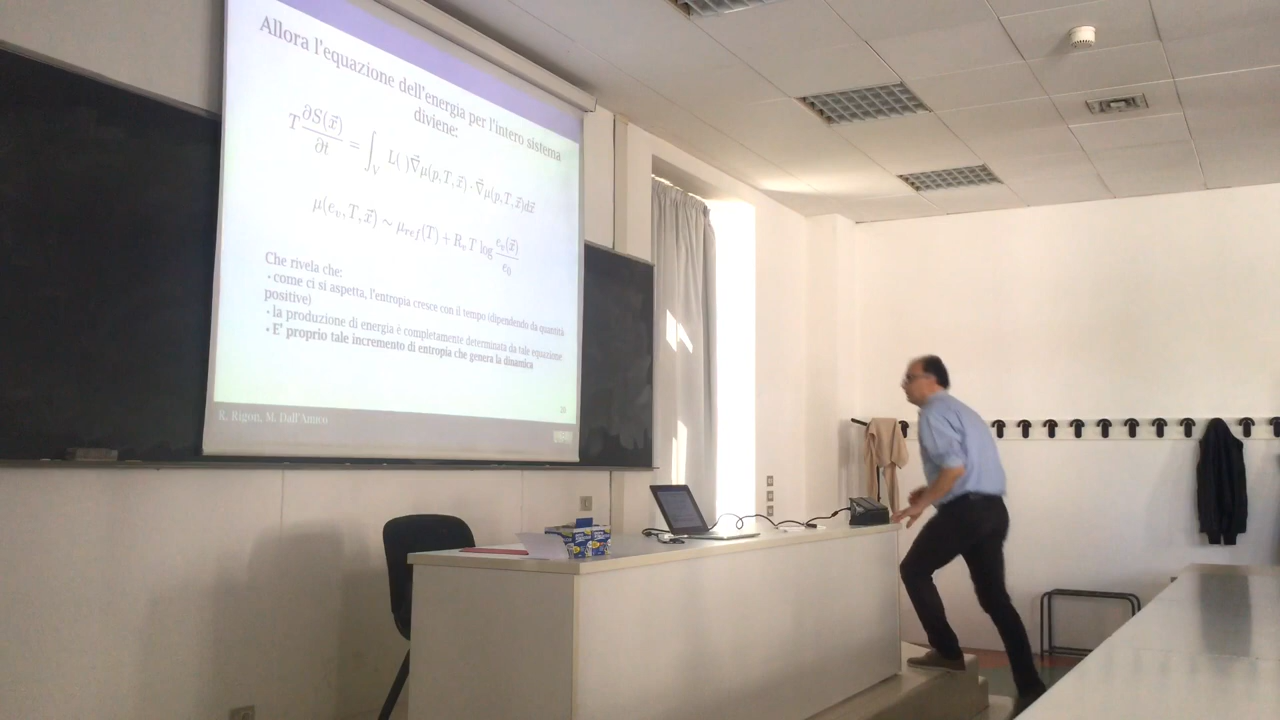 Allora l'equazione dell'energia per l'intero sistema
diviene:
T ∂S(x⃗)/∂t = ∫_V L( )∇⃗μ(p, T, x⃗) · ∇⃗μ(p, T, x⃗)dx⃗
μ(e_v, T, x⃗) ∼ μ_ref(T) + R_v T log e_v(x⃗)/e_0
Che rivela che:
• come ci si aspetta, l'entropia cresce con il tempo (dipendendo da quantità
positive)
• la produzione di energia è completamente determinata da tale equazione
• E' proprio tale incremento di entropia che genera la dinamica
R. Rigon, M. Dall'Amico